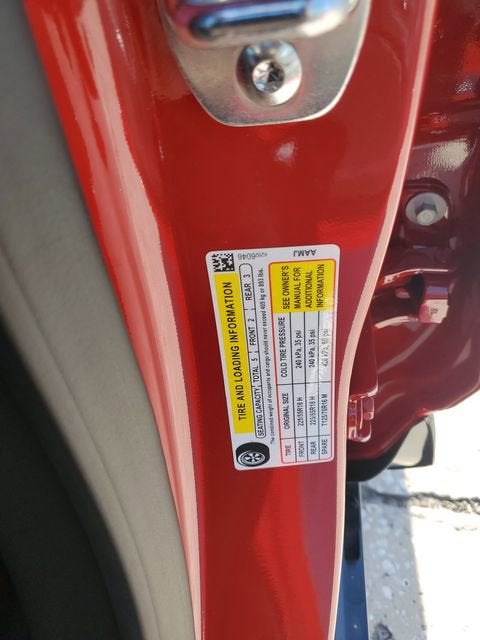 TIRE AND LOADING INFORMATION
SEATING CAPACITY TOTAL 5 FRONT 2 REAR 3
The combined weight of occupants and cargo should never exceed 405 kg or 893 lbs.
TIRE ORIGINAL SIZE COLD TIRE PRESSURE
FRONT 225/55R18 H 240 kPa, 35 psi
REAR 225/55R18 H 240 kPa, 35 psi
SPARE T125/70R16 M 420 kPa, 60 psi
SEE OWNER'S
MANUAL FOR
ADDITIONAL
INFORMATION
AAMJ